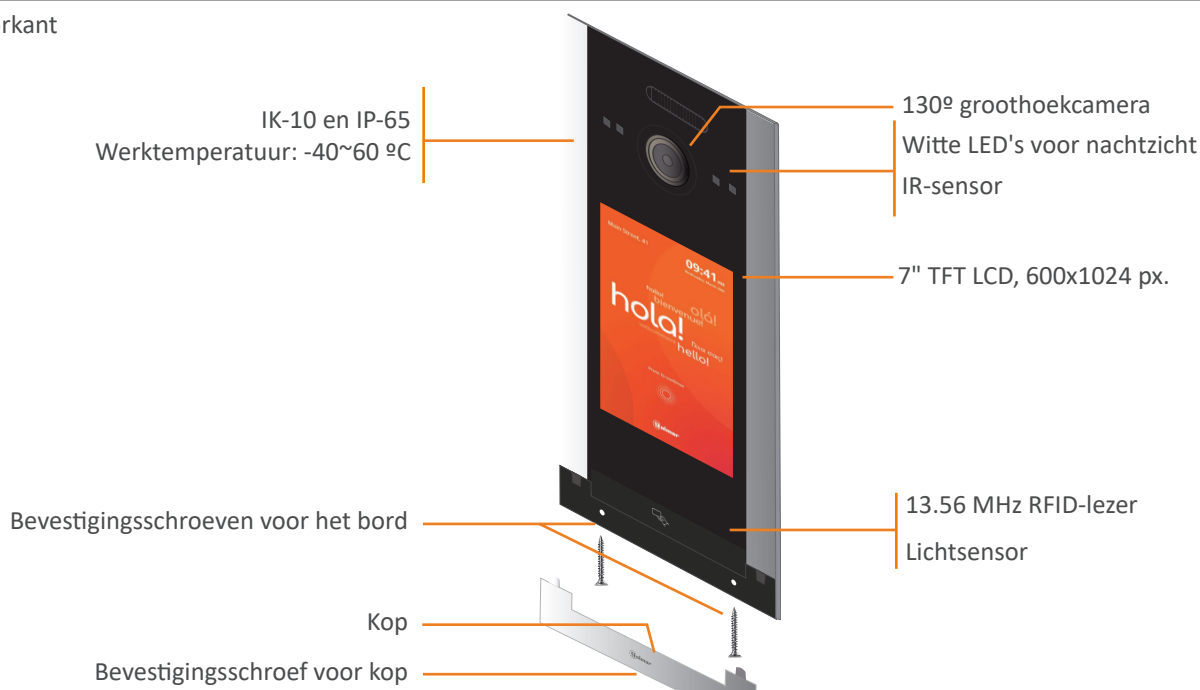 rkant
IK-10 en IP-65
Werktemperatuur: -40~60 ºC
130º groothoekcamera
Witte LED's voor nachtzicht
IR-sensor
Main Street, 41
09:41
hallo!
bienvenue!
olá!
hola!
hello!
7" TFT LCD, 600x1024 px.
13.56 MHz RFID-lezer
Lichtsensor
Bevestigingsschroeven voor het bord
Kop
Bevestigingsschroef voor kop